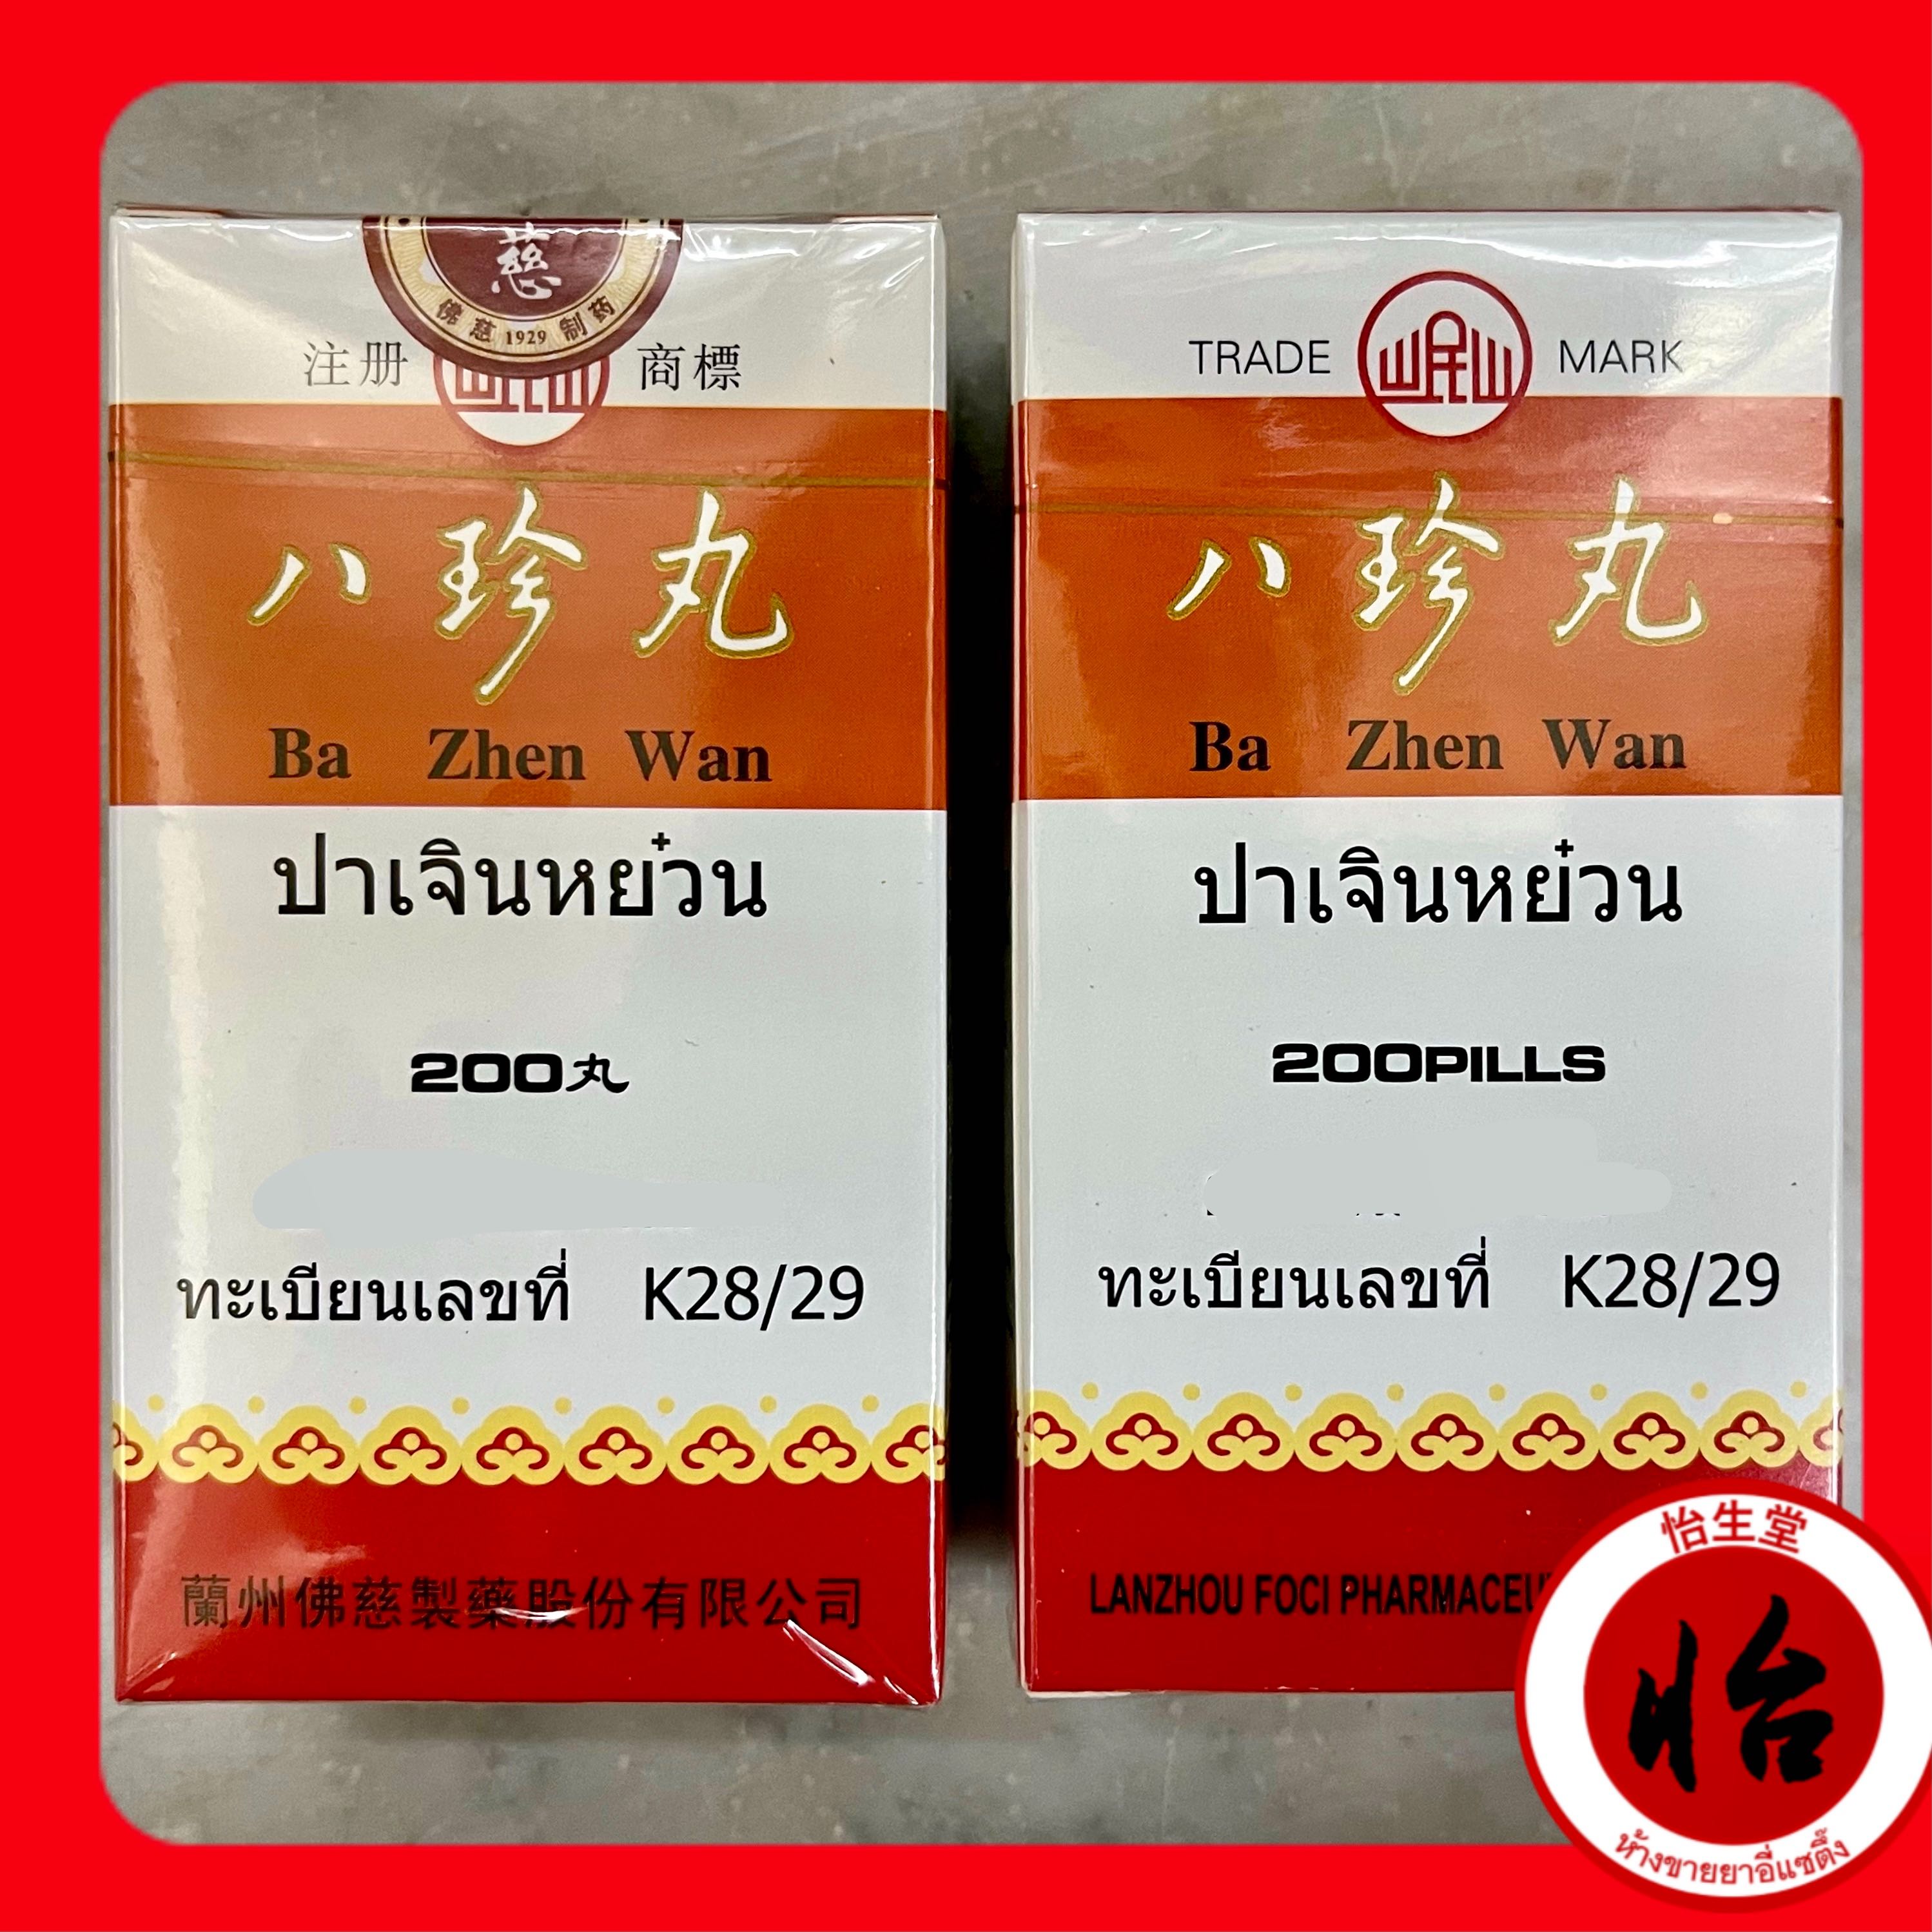 慈
佛慈 1929 制药
注册 商標
八珍丸
Ba Zhen Wan
ปาเจินหย๋วน
200丸
ทะเบียนเลขที่ K28/29
蘭州佛慈製藥股份有限公司
TRADE 岷山 MARK
八珍丸
Ba Zhen Wan
ปาเจินหย๋วน
200PILLS
ทะเบียนเลขที่ K28/29
LANZHOU FOCI
怡生堂
怡
ห้างขายยาอี่แซตึ๊ง